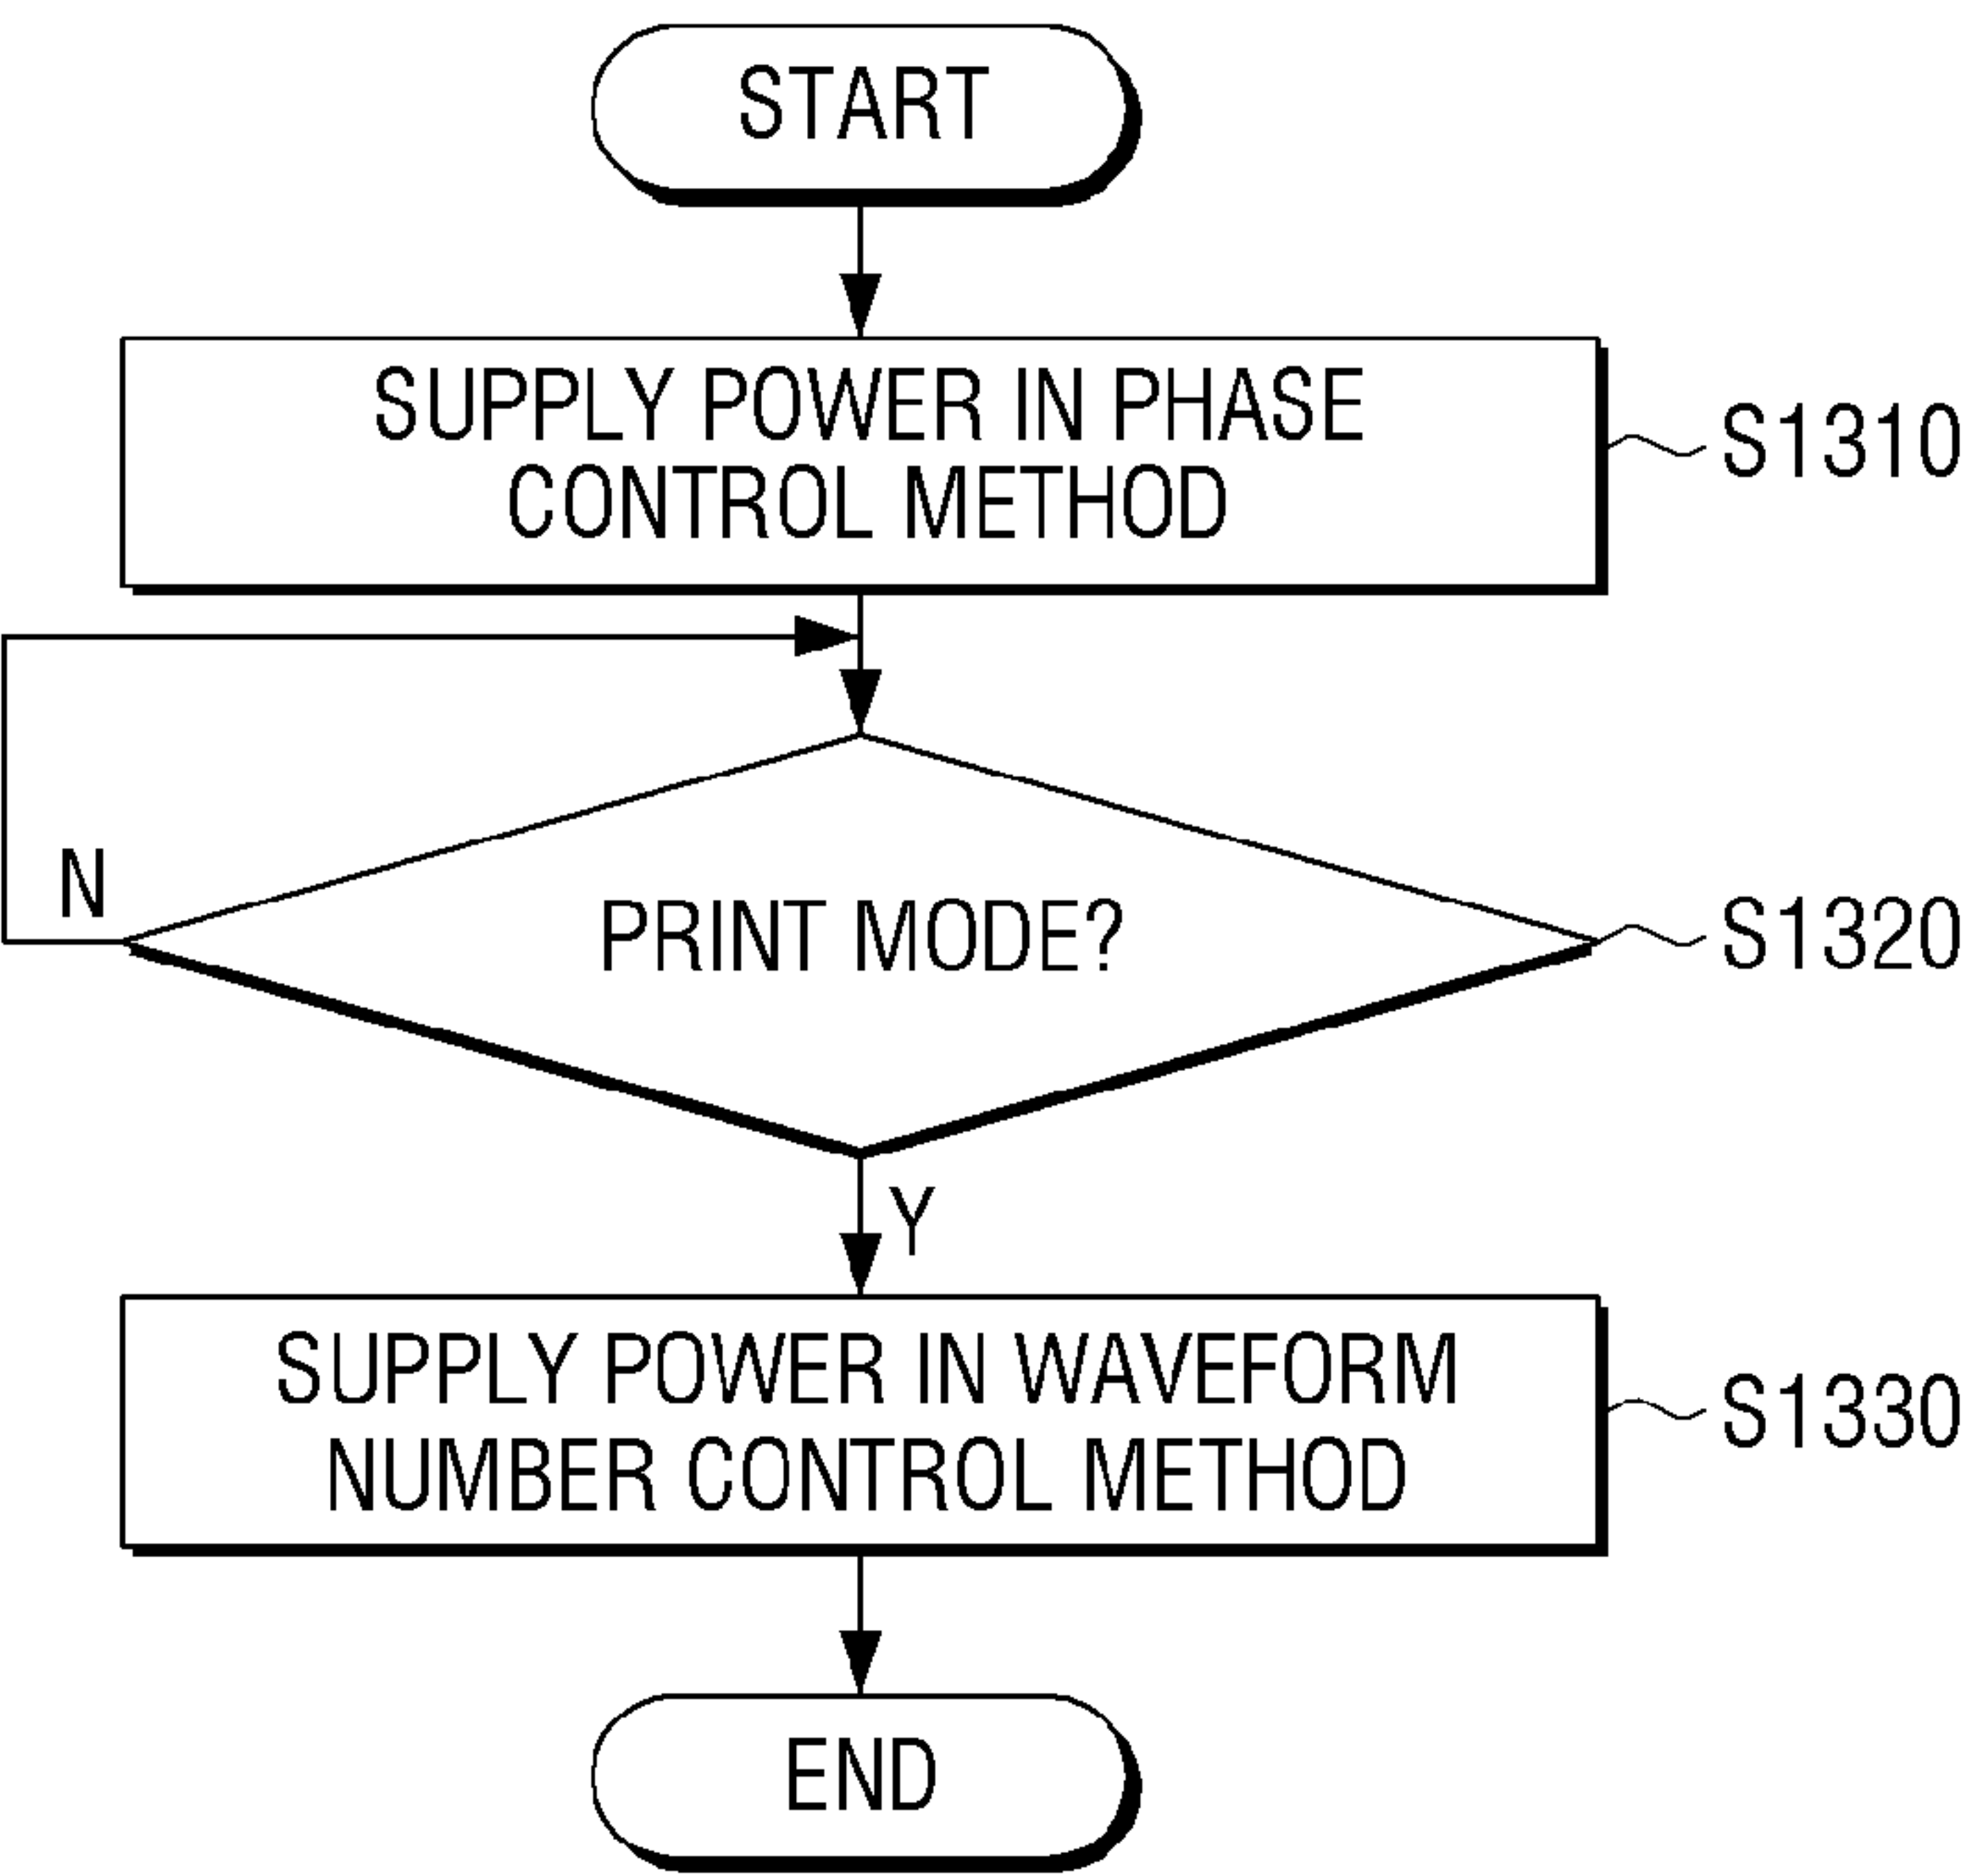 START
SUPPLY POWER IN PHASE
CONTROL METHOD
S1310
N
PRINT MODE?
S1320
Y
SUPPLY POWER IN WAVEFORM
NUMBER CONTROL METHOD
S1330
END